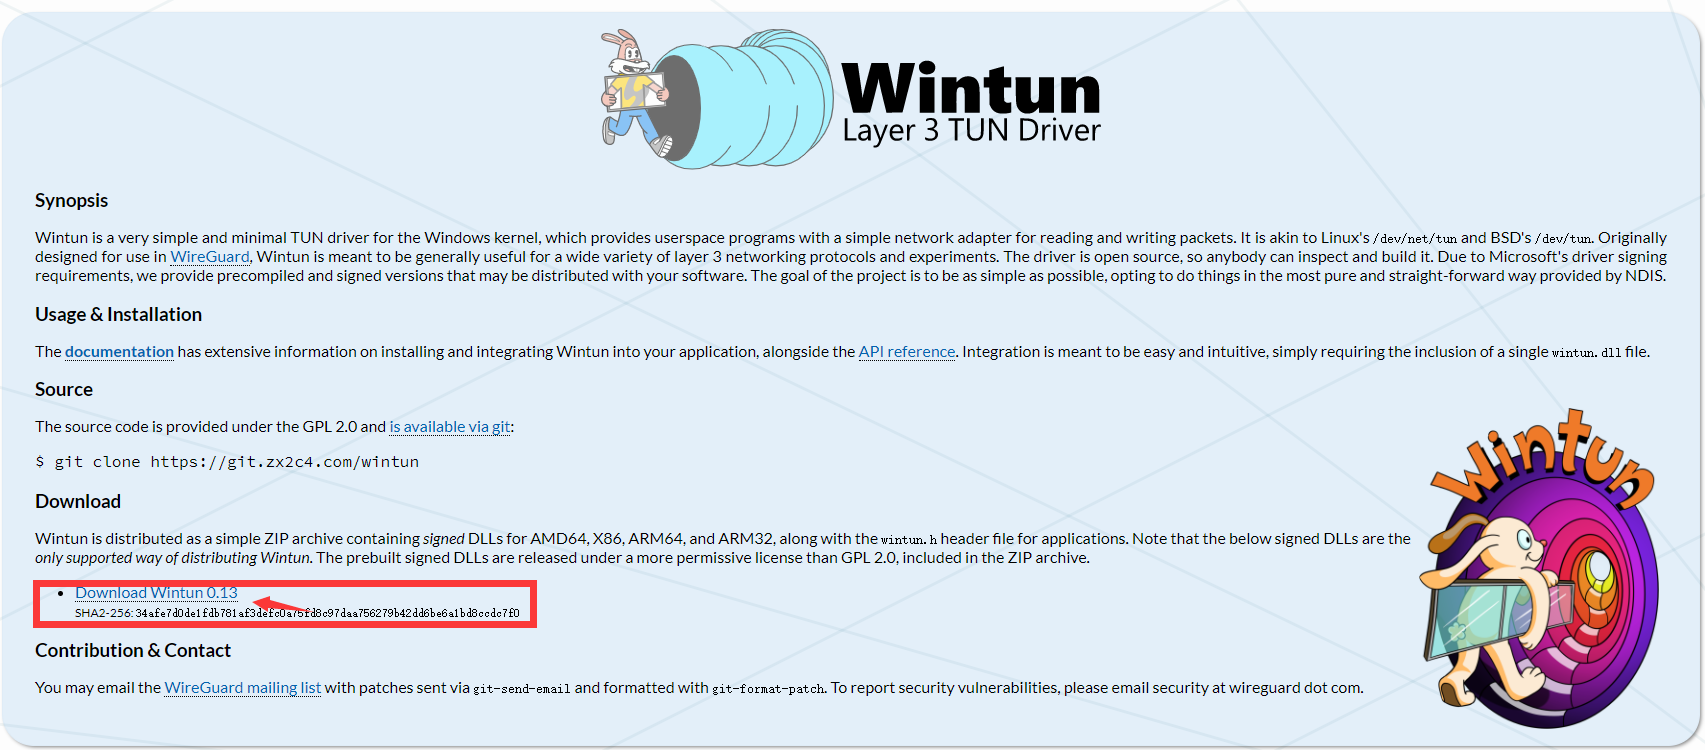 Wintun
Layer 3 TUN Driver
Synopsis
Wintun is a very simple and minimal TUN driver for the Windows kernel, which provides userspace programs with a simple network adapter for reading and writing packets. It is akin to Linux's /dev/net/tun and BSD's /dev/tun. Originally
designed for use in WireGuard, Wintun is meant to be generally useful for a wide variety of layer 3 networking protocols and experiments. The driver is open source, so anybody can inspect and build it. Due to Microsoft's driver signing
requirements, we provide precompiled and signed versions that may be distributed with your software. The goal of the project is to be as simple as possible, opting to do things in the most pure and straight-forward way provided by NDIS.
Usage & Installation
The documentation has extensive information on installing and integrating Wintun into your application, alongside the API reference. Integration is meant to be easy and intuitive, simply requiring the inclusion of a single wintun.dll file.
Source
The source code is provided under the GPL 2.0 and is available via git:
$ git clone https://git.zx2c4.com/wintun
Download
Wintun is distributed as a simple ZIP archive containing signed DLLs for AMD64, X86, ARM64, and ARM32, along with the wintun.h header file for applications. Note that the below signed DLLs are the
only supported way of distributing Wintun. The prebuilt signed DLLs are released under a more permissive license than GPL 2.0, included in the ZIP archive.
• Download Wintun 0.13
SHA2-256: 34afe7d0de1fdb781af3defc0a75fd8c97daa756279b42dd6be6a1bd8ccdc7f0
Contribution & Contact
You may email the WireGuard mailing list with patches sent via git-send-email and formatted with git-format-patch. To report security vulnerabilities, please email security at wireguard dot com.
Wintun